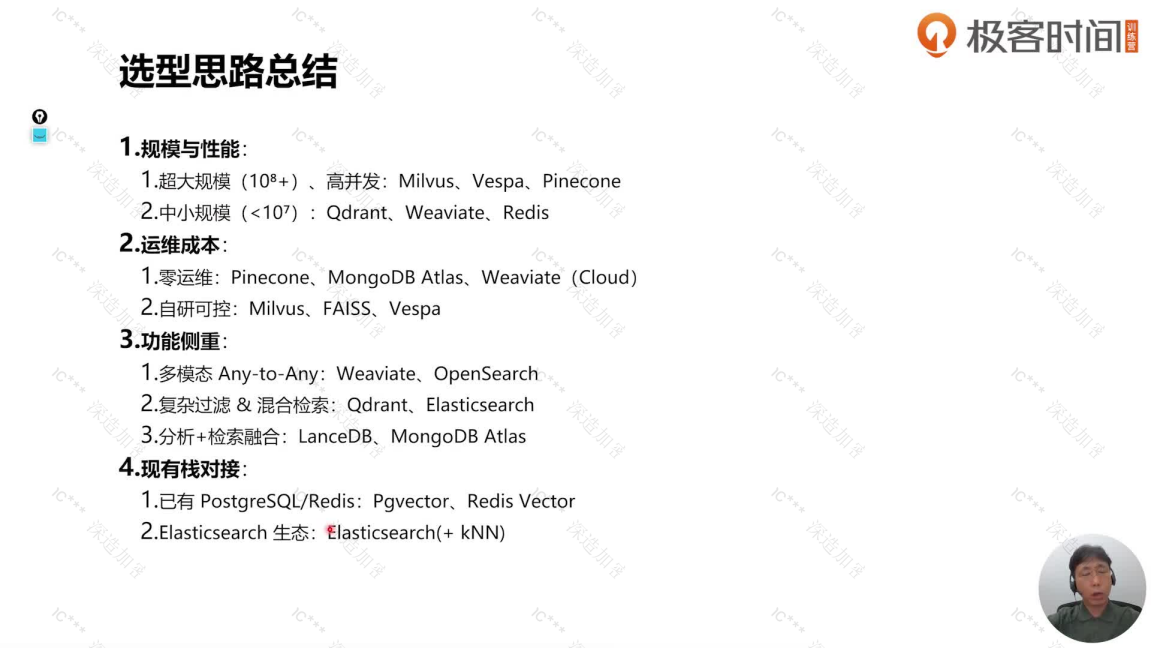 极客时间 训练营
选型思路总结
1.规模与性能：
1.超大规模（10⁸+）、高并发：Milvus、Vespa、Pinecone
2.中小规模（<10⁷）：Qdrant、Weaviate、Redis
2.运维成本：
1.零运维：Pinecone、MongoDB Atlas、Weaviate（Cloud）
2.自研可控：Milvus、FAISS、Vespa
3.功能侧重：
1.多模态 Any-to-Any：Weaviate、OpenSearch
2.复杂过滤 & 混合检索：Qdrant、Elasticsearch
3.分析+检索融合：LanceDB、MongoDB Atlas
4.现有栈对接：
1.已有 PostgreSQL/Redis：Pgvector、Redis Vector
2.Elasticsearch 生态：Elasticsearch(+ kNN)
IC*** 深造加密